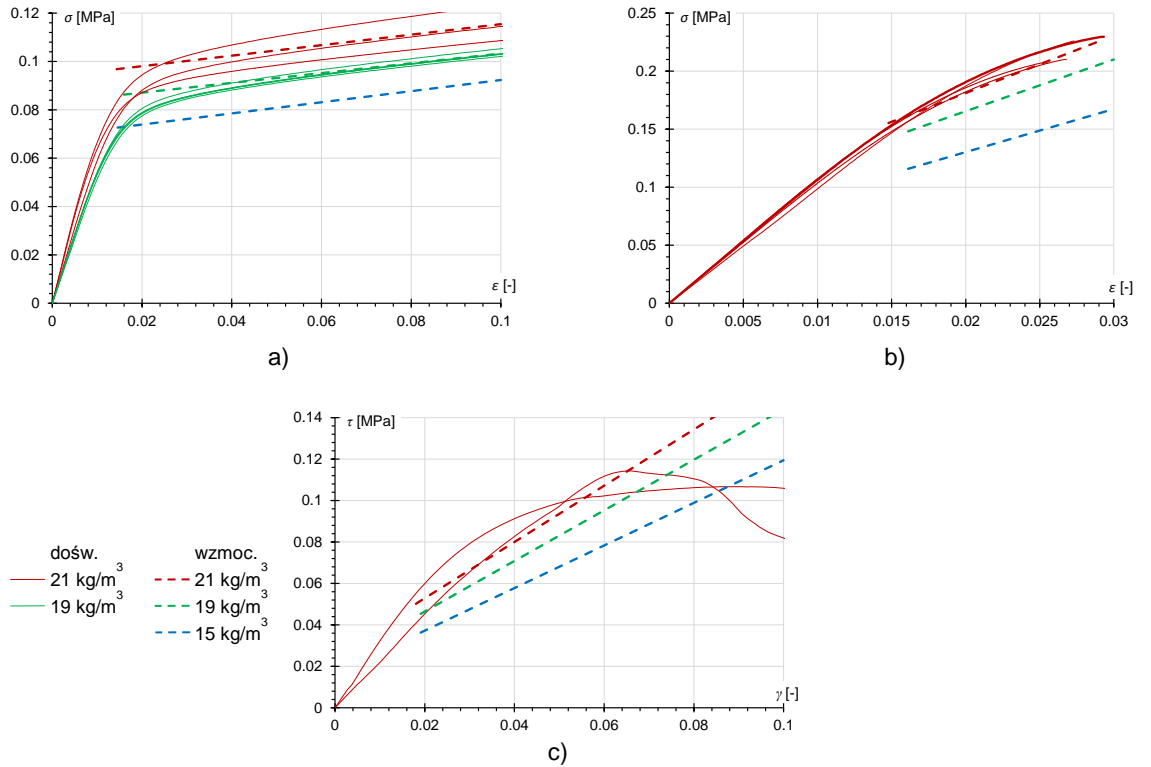 σ [MPa]
0.12
0.1
0.08
0.06
0.04
0.02
0
0 0.02 0.04 0.06 0.08 0.1
ε [-]
a)
σ [MPa]
0.25
0.2
0.15
0.1
0.05
0
0 0.005 0.01 0.015 0.02 0.025 0.03
ε [-]
b)
τ [MPa]
0.14
0.12
0.1
0.08
0.06
0.04
0.02
0
0 0.02 0.04 0.06 0.08 0.1
γ [-]
c)
dośw. wzmoc.
21 kg/m³ 21 kg/m³
19 kg/m³ 19 kg/m³
15 kg/m³